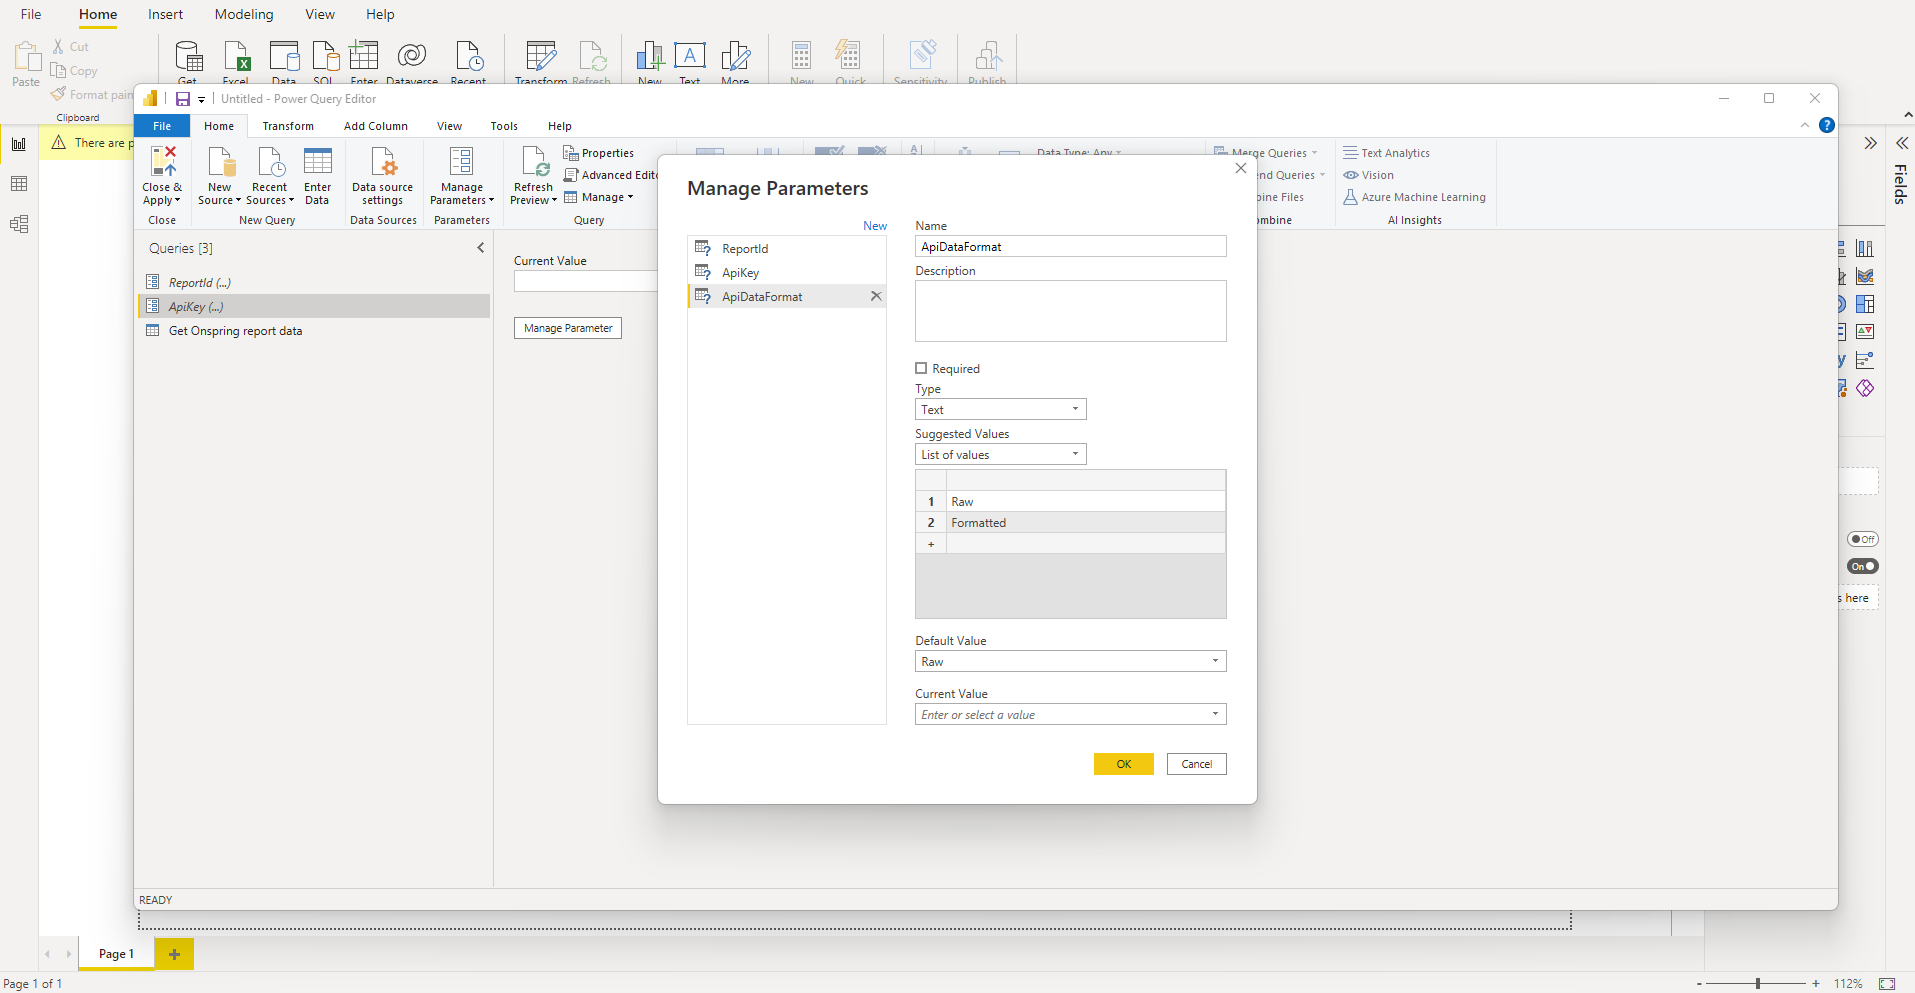 File Home Insert Modeling View Help
Cut
Copy
Paste
Format pain
Clipboard
Get Excel Data SQL Enter Dataverse Recent Transform Refresh New Text More New Quick Sensitivity Publish
Untitled - Power Query Editor
File Home Transform Add Column View Tools Help
There are p
Close & Apply
Close
New Source
Recent Sources
Enter Data
New Query
Data source settings
Data Sources
Manage Parameters
Parameters
Refresh Preview
Properties
Advanced Edito
Manage
Query
Data Type: Any
Merge Queries
end Queries
bine Files
ombine
Text Analytics
Vision
Azure Machine Learning
AI Insights
Fields
Queries [3]
ReportId (...)
ApiKey (...)
Get Onspring report data
Current Value
Manage Parameter
Manage Parameters
New
ReportId
ApiKey
ApiDataFormat
Name
ApiDataFormat
Description
Required
Type
Text
Suggested Values
List of values
1 Raw
2 Formatted
+
Default Value
Raw
Current Value
Enter or select a value
OK Cancel
Off
On
s here
READY
Page 1 +
Page 1 of 1
- + 112%